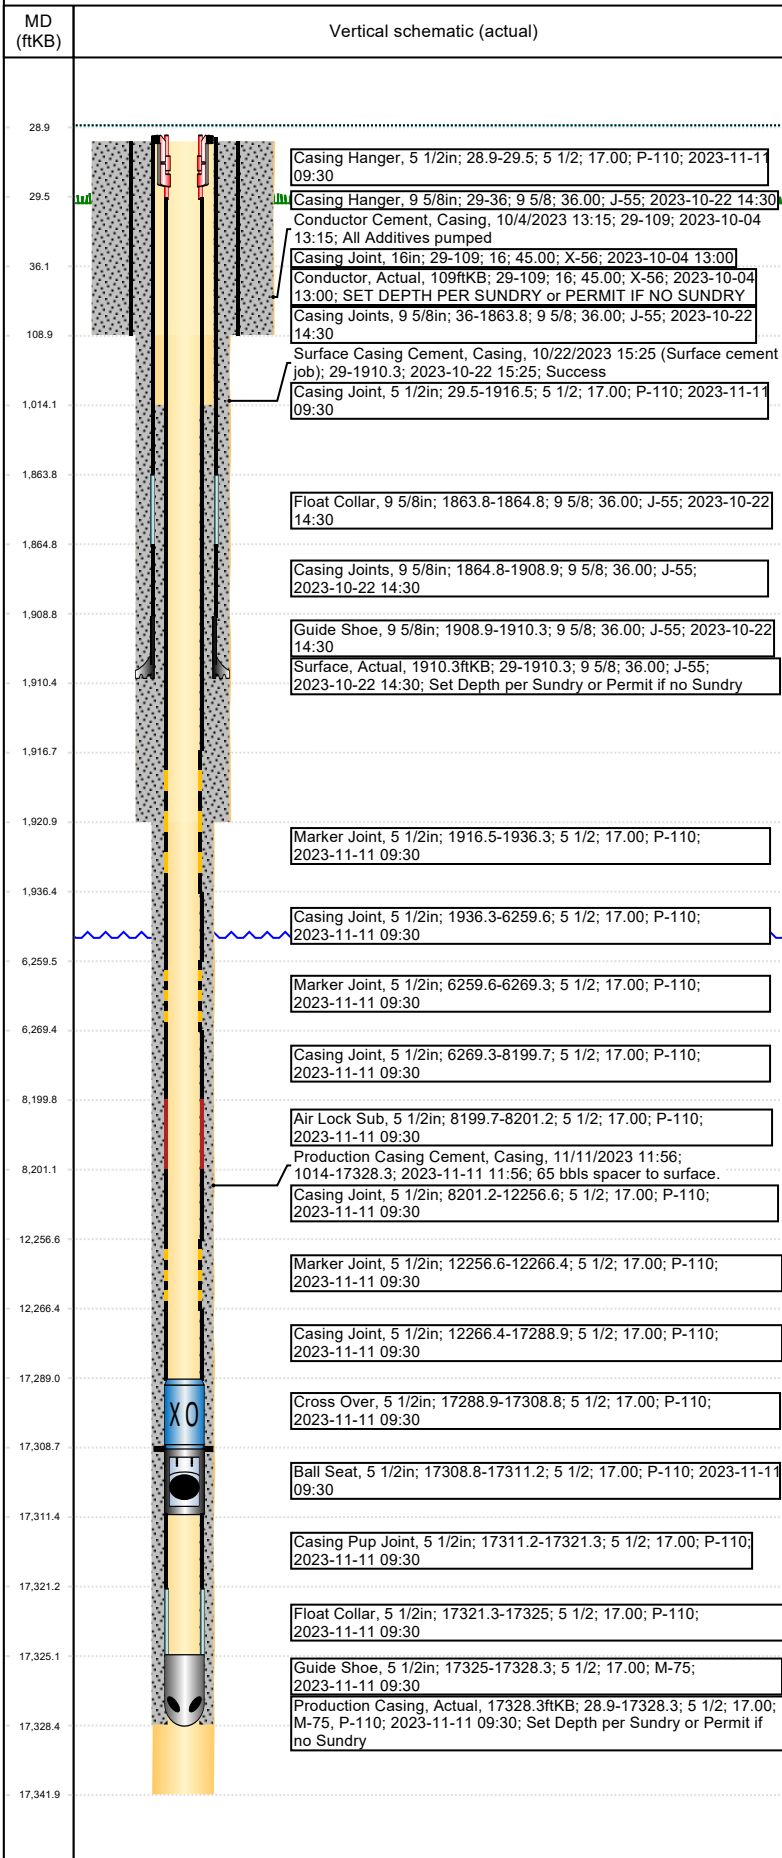 MD
(ftKB)
Vertical schematic (actual)
28.9
Casing Hanger, 5 1/2in; 28.9-29.5; 5 1/2; 17.00; P-110; 2023-11-11
09:30
29.5
Casing Hanger, 9 5/8in; 29-36; 9 5/8; 36.00; J-55; 2023-10-22 14:30
Conductor Cement, Casing, 10/4/2023 13:15; 29-109; 2023-10-04
13:15; All Additives pumped
36.1
Casing Joint, 16in; 29-109; 16; 45.00; X-56; 2023-10-04 13:00
Conductor, Actual, 109ftKB; 29-109; 16; 45.00; X-56; 2023-10-04
13:00; SET DEPTH PER SUNDRY or PERMIT IF NO SUNDRY
Casing Joints, 9 5/8in; 36-1863.8; 9 5/8; 36.00; J-55; 2023-10-22
14:30
108.9
Surface Casing Cement, Casing, 10/22/2023 15:25 (Surface cement
job); 29-1910.3; 2023-10-22 15:25; Success
Casing Joint, 5 1/2in; 29.5-1916.5; 5 1/2; 17.00; P-110; 2023-11-11
09:30
1,014.1
1,863.8
Float Collar, 9 5/8in; 1863.8-1864.8; 9 5/8; 36.00; J-55; 2023-10-22
14:30
1,864.8
Casing Joints, 9 5/8in; 1864.8-1908.9; 9 5/8; 36.00; J-55;
2023-10-22 14:30
1,908.8
Guide Shoe, 9 5/8in; 1908.9-1910.3; 9 5/8; 36.00; J-55; 2023-10-22
14:30
Surface, Actual, 1910.3ftKB; 29-1910.3; 9 5/8; 36.00; J-55;
2023-10-22 14:30; Set Depth per Sundry or Permit if no Sundry
1,910.4
1,916.7
1,920.9
Marker Joint, 5 1/2in; 1916.5-1936.3; 5 1/2; 17.00; P-110;
2023-11-11 09:30
1,936.4
Casing Joint, 5 1/2in; 1936.3-6259.6; 5 1/2; 17.00; P-110;
2023-11-11 09:30
6,259.5
Marker Joint, 5 1/2in; 6259.6-6269.3; 5 1/2; 17.00; P-110;
2023-11-11 09:30
6,269.4
Casing Joint, 5 1/2in; 6269.3-8199.7; 5 1/2; 17.00; P-110;
2023-11-11 09:30
8,199.8
Air Lock Sub, 5 1/2in; 8199.7-8201.2; 5 1/2; 17.00; P-110;
2023-11-11 09:30
Production Casing Cement, Casing, 11/11/2023 11:56;
1014-17328.3; 2023-11-11 11:56; 65 bbls spacer to surface.
8,201.1
Casing Joint, 5 1/2in; 8201.2-12256.6; 5 1/2; 17.00; P-110;
2023-11-11 09:30
12,256.6
Marker Joint, 5 1/2in; 12256.6-12266.4; 5 1/2; 17.00; P-110;
2023-11-11 09:30
12,266.4
Casing Joint, 5 1/2in; 12266.4-17288.9; 5 1/2; 17.00; P-110;
2023-11-11 09:30
17,289.0
Cross Over, 5 1/2in; 17288.9-17308.8; 5 1/2; 17.00; P-110;
2023-11-11 09:30
XO
17,308.7
Ball Seat, 5 1/2in; 17308.8-17311.2; 5 1/2; 17.00; P-110; 2023-11-11
09:30
17,311.4
Casing Pup Joint, 5 1/2in; 17311.2-17321.3; 5 1/2; 17.00; P-110;
2023-11-11 09:30
17,321.2
Float Collar, 5 1/2in; 17321.3-17325; 5 1/2; 17.00; P-110;
2023-11-11 09:30
17,325.1
Guide Shoe, 5 1/2in; 17325-17328.3; 5 1/2; 17.00; M-75;
2023-11-11 09:30
Production Casing, Actual, 17328.3ftKB; 28.9-17328.3; 5 1/2; 17.00;
M-75, P-110; 2023-11-11 09:30; Set Depth per Sundry or Permit if
no Sundry
17,328.4
17,341.9